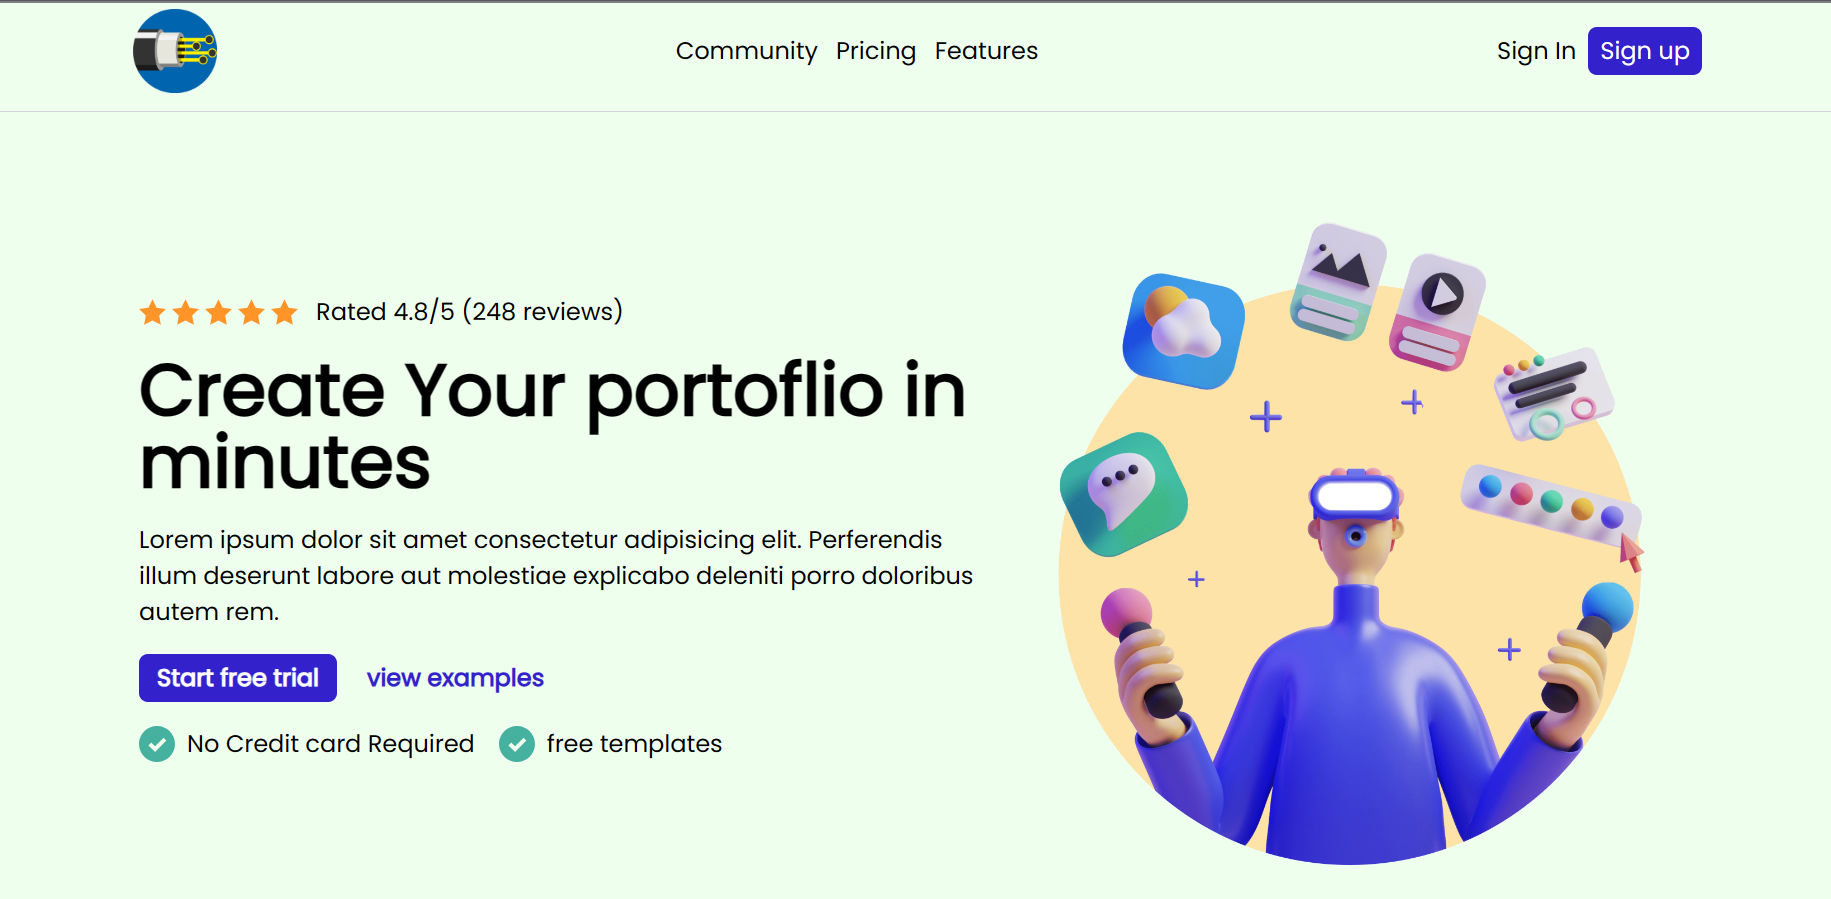 Community Pricing Features
Sign In Sign up
Rated 4.8/5 (248 reviews)
Create Your portoflio in
minutes
Lorem ipsum dolor sit amet consectetur adipisicing elit. Perferendis
illum deserunt labore aut molestiae explicabo deleniti porro doloribus
autem rem.
Start free trial view examples
No Credit card Required free templates